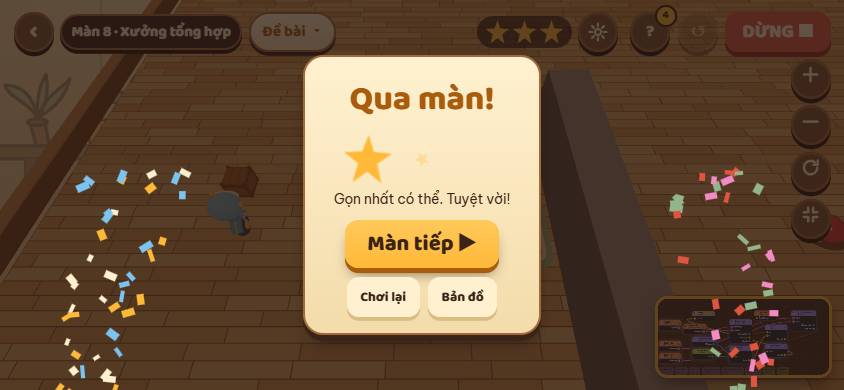 Màn 8 · Xưởng tổng hợp
Đề bài
4
?
DỪNG
Qua màn!
Gọn nhất có thể. Tuyệt vời!
Màn tiếp
Chơi lại
Bản đồ